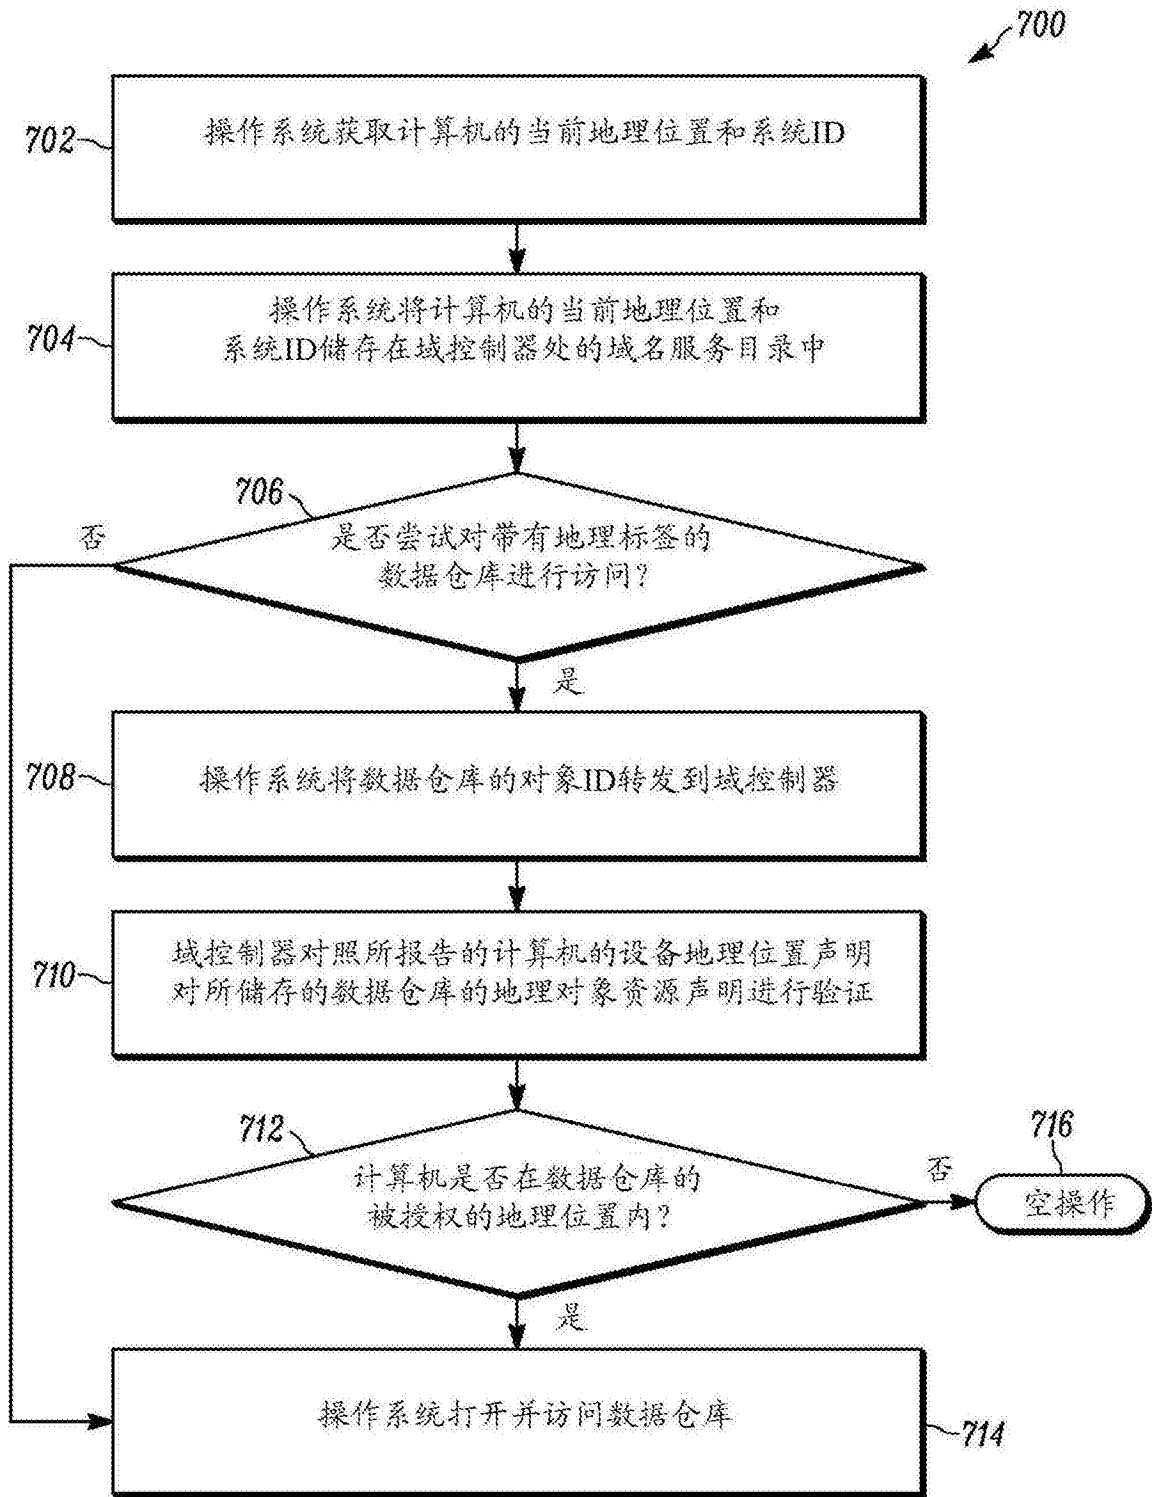 700
702
操作系统获取计算机的当前地理位置和系统ID
704
操作系统将计算机的当前地理位置和
系统ID储存在域控制器处的域名服务目录中
706
否
是否尝试对带有地理标签的
数据仓库进行访问?
是
708
操作系统将数据仓库的对象ID转发到域控制器
710
域控制器对照所报告的计算机的设备地理位置声明
对所储存的数据仓库的地理对象资源声明进行验证
712
计算机是否在数据仓库的
被授权的地理位置内?
否
716
空操作
是
操作系统打开并访问数据仓库
714